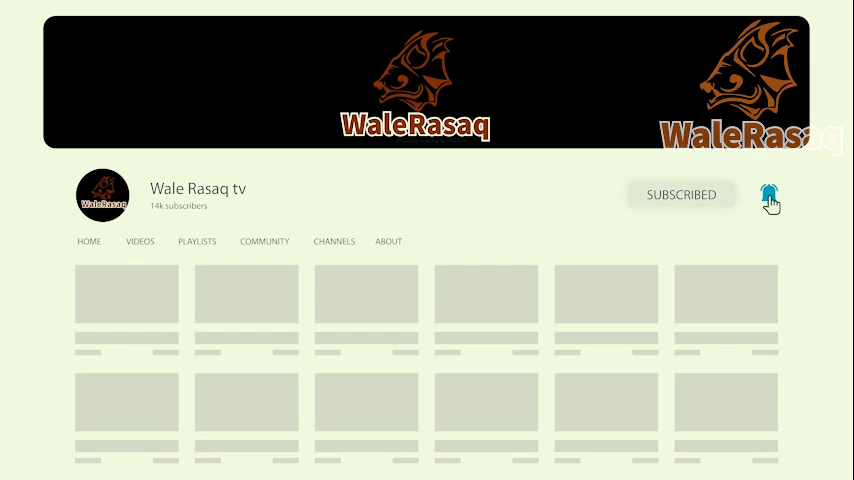 WaleRasaq
WaleRasaq
WaleRasaq
Wale Rasaq tv
14k subscribers
SUBSCRIBED
HOME
VIDEOS
PLAYLISTS
COMMUNITY
CHANNELS
ABOUT